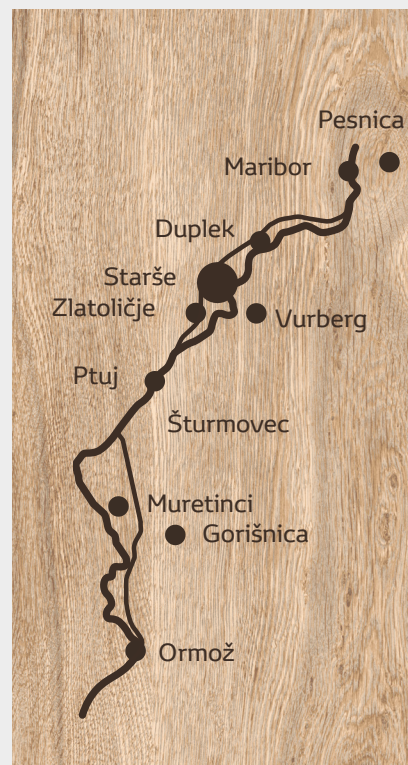 Pesnica
Maribor
Duplek
Starše
Zlatoličje
Vurberg
Ptuj
Šturmovec
Muretinci
Gorišnica
Ormož